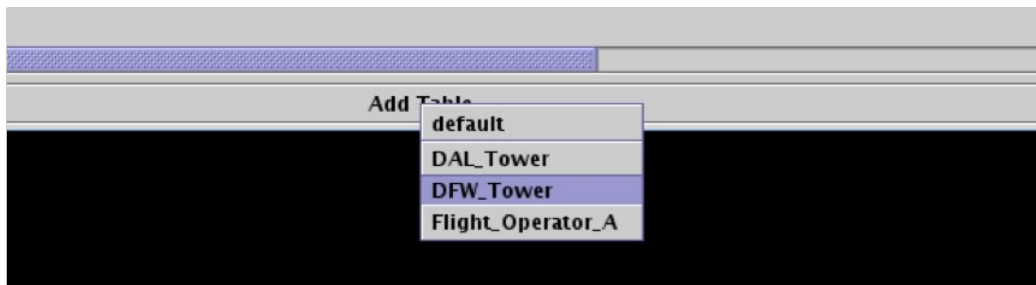 Add Table
default
DAL_Tower
DFW_Tower
Flight_Operator_A